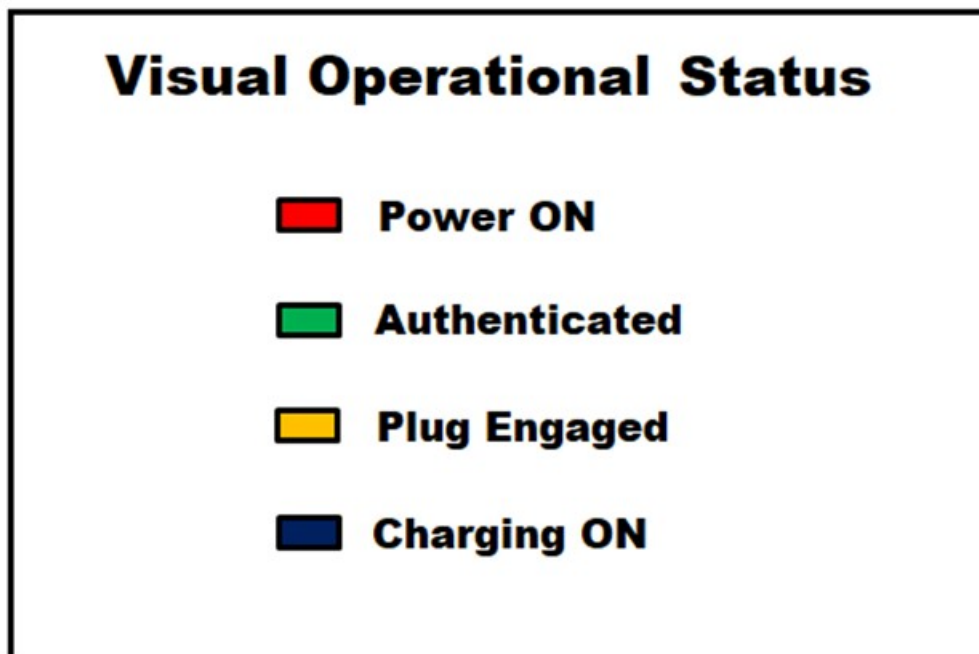 Visual Operational Status
Power ON
Authenticated
Plug Engaged
Charging ON